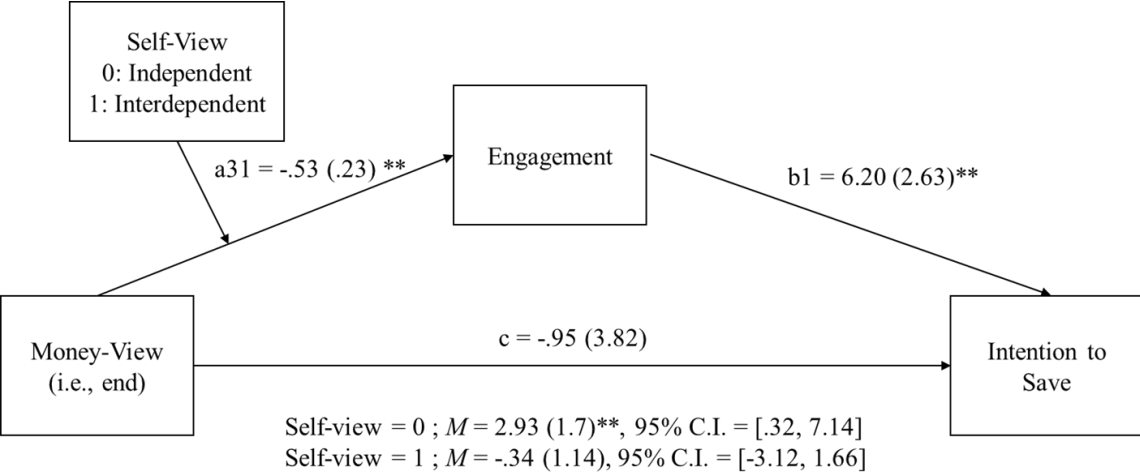 Self-View
0: Independent
1: Interdependent
a31 = -.53 (.23) **
Engagement
b1 = 6.20 (2.63)**
Money-View
(i.e., end)
c = -.95 (3.82)
Intention to
Save
Self-view = 0 ; M = 2.93 (1.7)**, 95% C.I. = [.32, 7.14]
Self-view = 1 ; M = -.34 (1.14), 95% C.I. = [-3.12, 1.66]